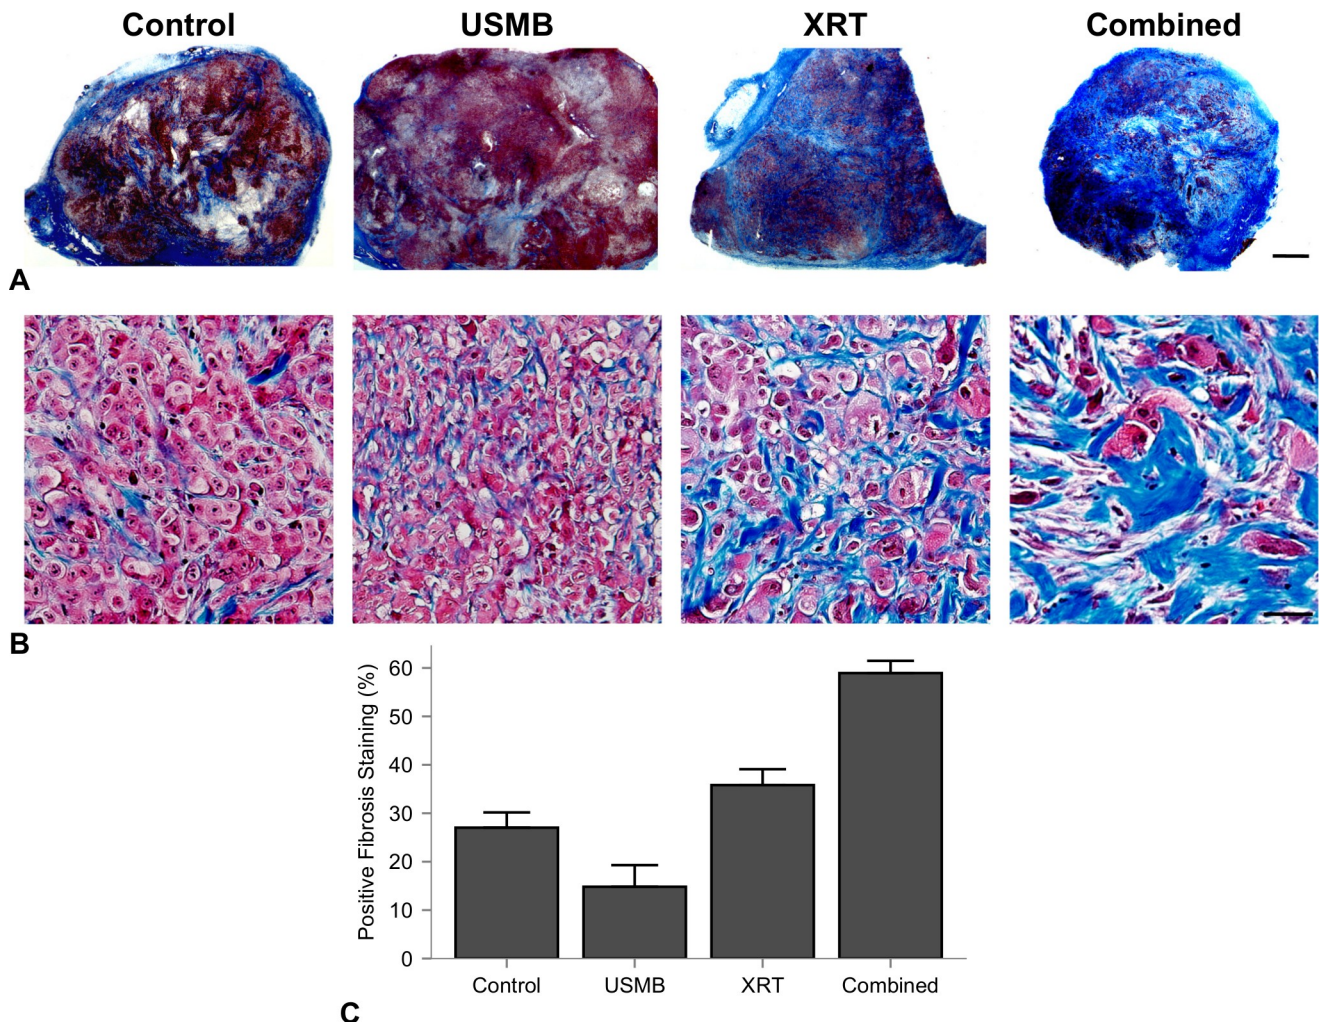 Control USMB XRT Combined
A
B
Positive Fibrosis Staining (%)
60
50
40
30
20
10
0
Control USMB XRT Combined
C